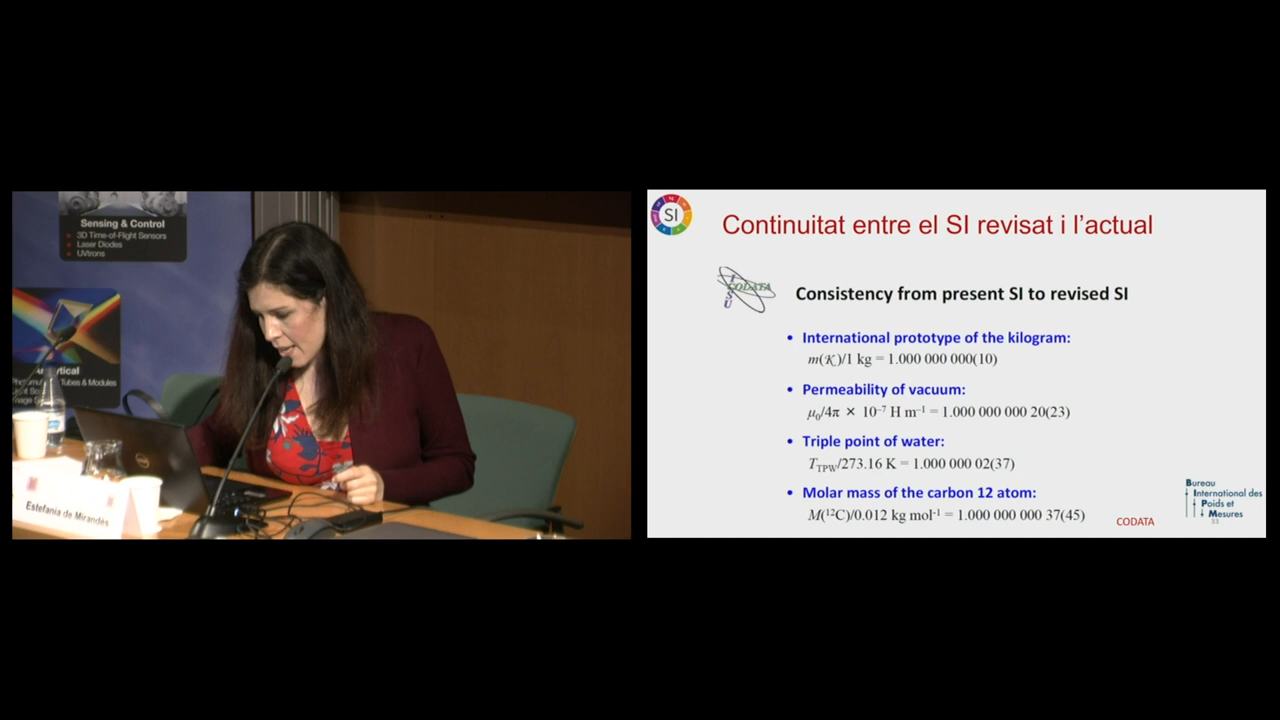 Sensing & Control
3D Time-of-Flight Sensors
Laser Diodes
UVtrons
Estefania de Mirandés
SI
Continuitat entre el SI revisat i l’actual
CODATA
Consistency from present SI to revised SI
• International prototype of the kilogram:
m(𝒦)/1 kg = 1.000 000 000(10)
• Permeability of vacuum:
μ₀/4π × 10⁻⁷ H m⁻¹ = 1.000 000 000 20(23)
• Triple point of water:
T_TPW/273.16 K = 1.000 000 02(37)
• Molar mass of the carbon 12 atom:
M(¹²C)/0.012 kg mol⁻¹ = 1.000 000 000 37(45)
CODATA
Bureau
International des
Poids et
Mesures
33